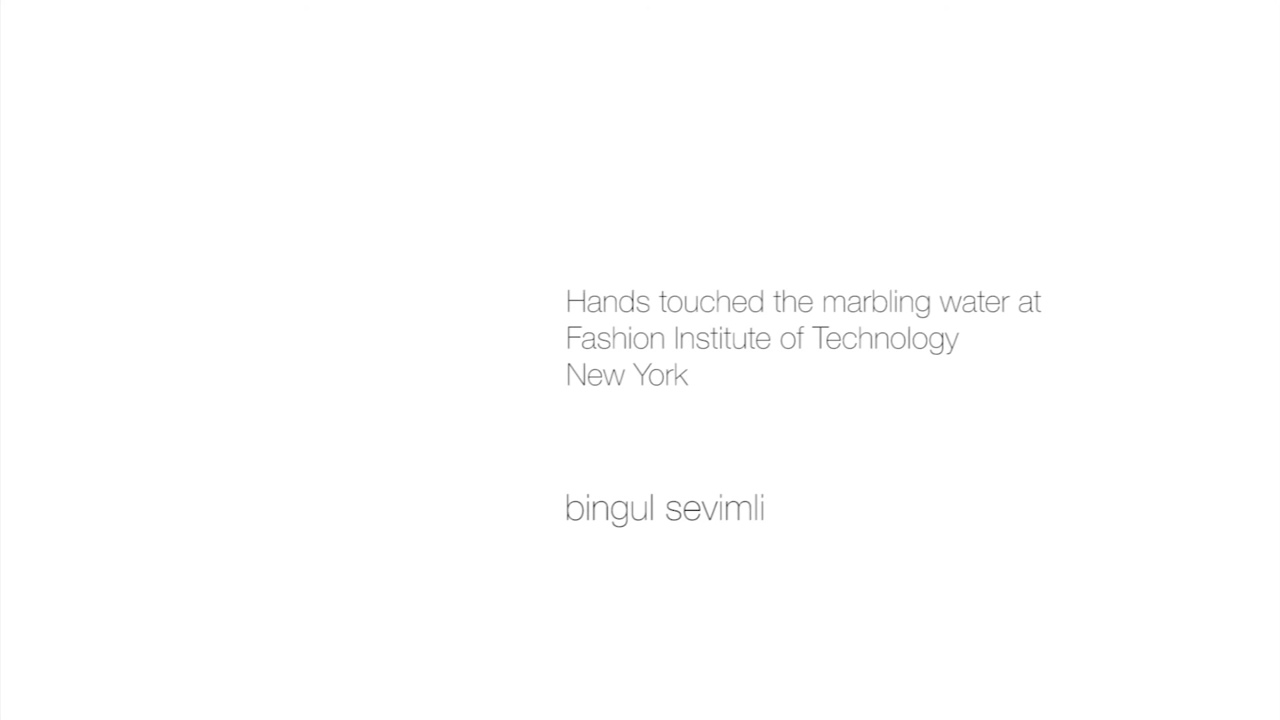 Hands touched the marbling water at
Fashion Institute of Technology
New York
bingul sevimli